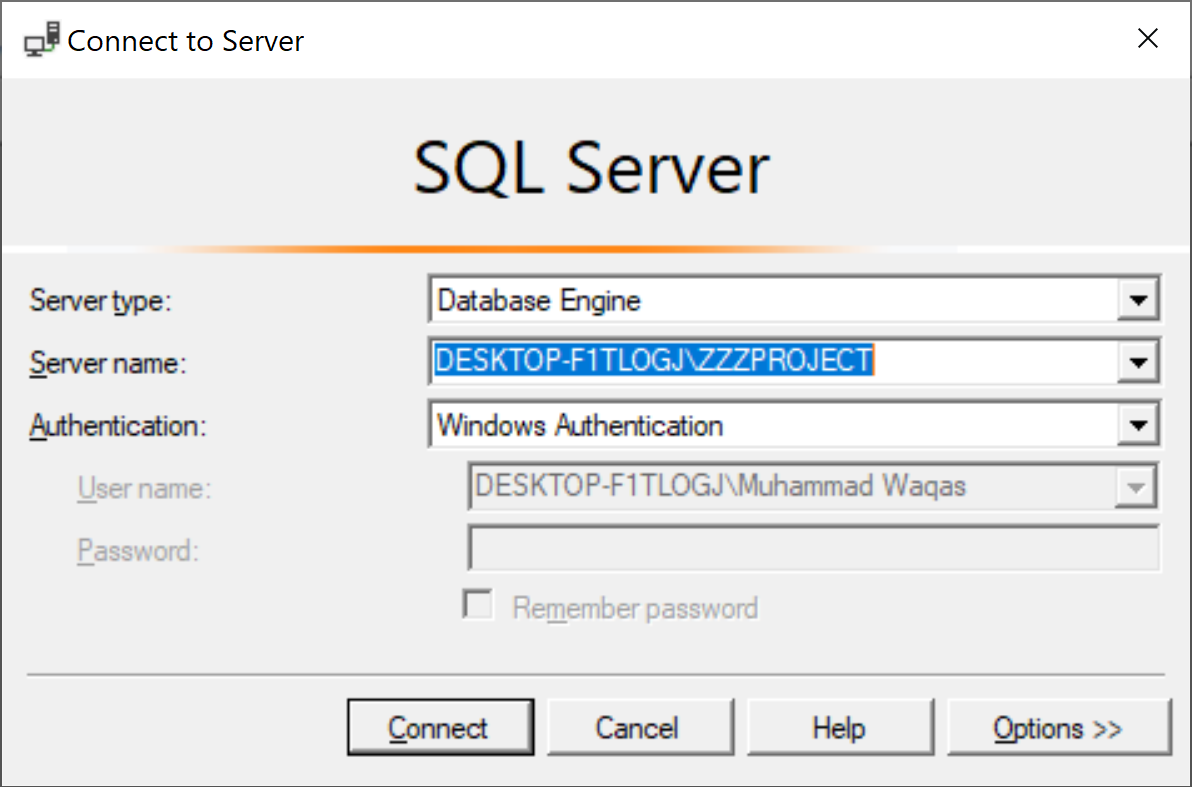 Connect to Server
SQL Server
Server type: Database Engine
Server name: DESKTOP-F1TLOGJ\ZZZPROJECT
Authentication: Windows Authentication
User name: DESKTOP-F1TLOGJ\Muhammad Waqas
Password:
Remember password
Connect Cancel Help Options >>